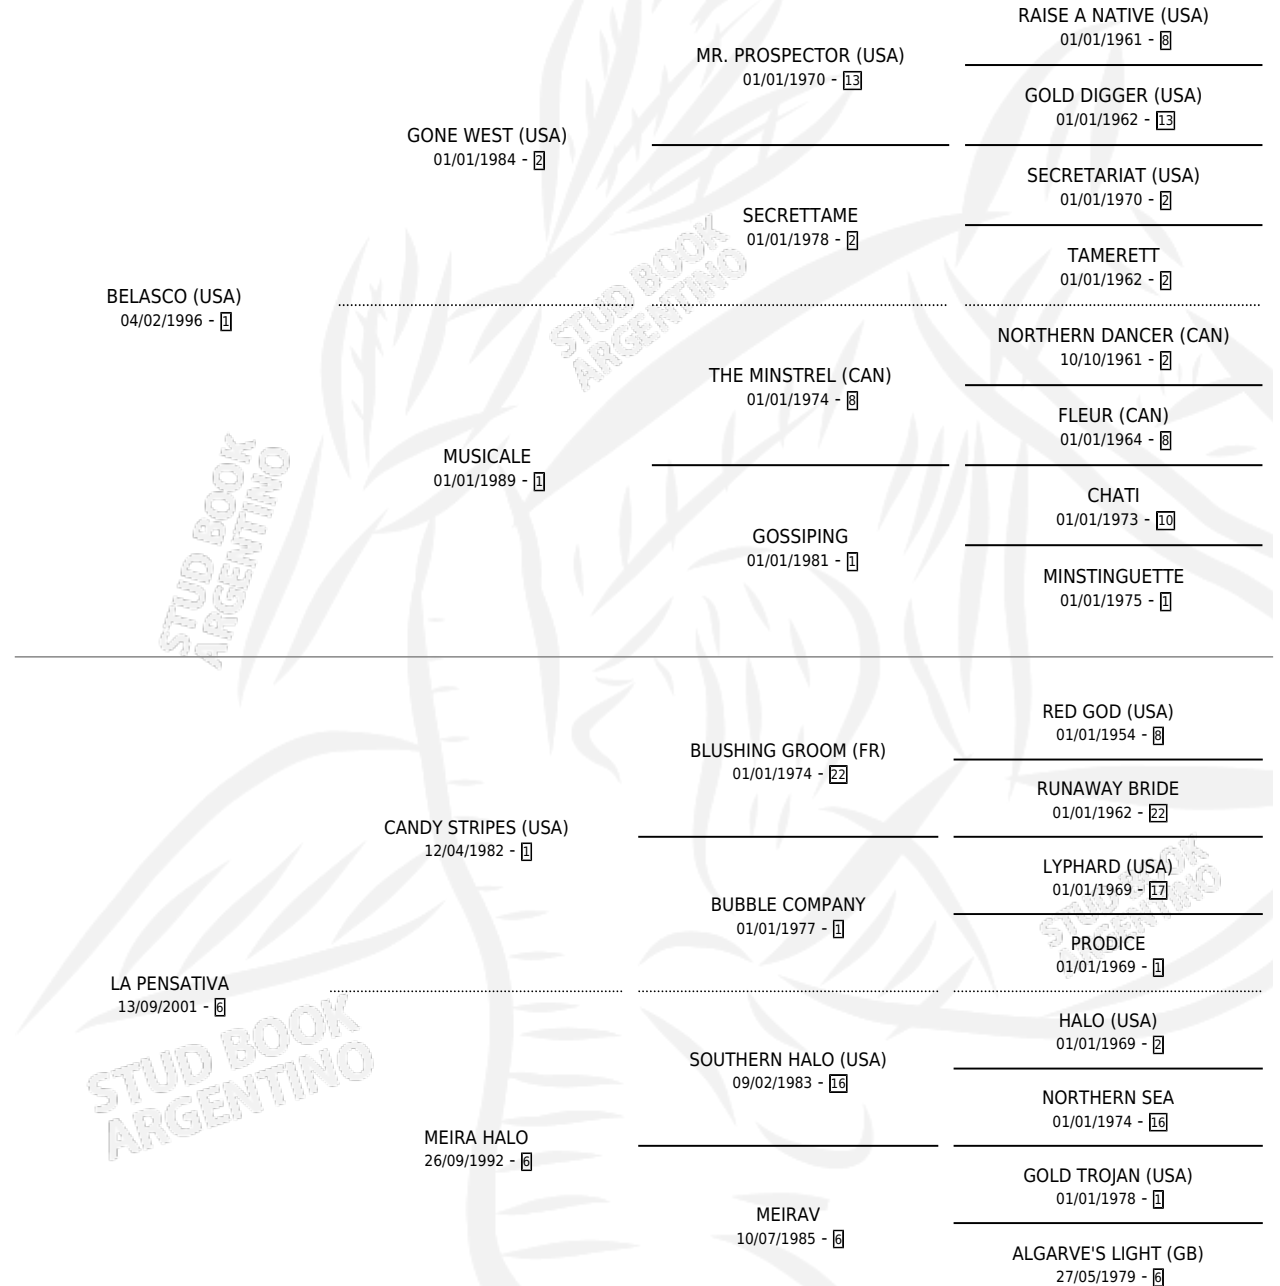 RAISE A NATIVE (USA)
01/01/1961 - 8
MR. PROSPECTOR (USA)
01/01/1970 - 13
GOLD DIGGER (USA)
01/01/1962 - 13
GONE WEST (USA)
01/01/1984 - 2
SECRETARIAT (USA)
01/01/1970 - 2
SECRETTAME
01/01/1978 - 2
TAMERETT
01/01/1962 - 2
BELASCO (USA)
04/02/1996 - 1
STUD BOOK
ARGENTINO
NORTHERN DANCER (CAN)
10/10/1961 - 2
THE MINSTREL (CAN)
01/01/1974 - 8
FLEUR (CAN)
01/01/1964 - 8
MUSICALE
01/01/1989 - 1
CHATI
01/01/1973 - 10
GOSSIPING
01/01/1981 - 1
MINSTINGUETTE
01/01/1975 - 1
STUD BOOK
ARGENTINO
RED GOD (USA)
01/01/1954 - 8
BLUSHING GROOM (FR)
01/01/1974 - 22
RUNAWAY BRIDE
01/01/1962 - 22
CANDY STRIPES (USA)
12/04/1982 - 1
LYPHARD (USA)
01/01/1969 - 17
BUBBLE COMPANY
01/01/1977 - 1
STUD BOOK
ARGENTINO
PRODICE
01/01/1969 - 1
LA PENSATIVA
13/09/2001 - 6
HALO (USA)
01/01/1969 - 2
SOUTHERN HALO (USA)
09/02/1983 - 16
NORTHERN SEA
01/01/1974 - 16
STUD BOOK
ARGENTINO
MEIRA HALO
26/09/1992 - 6
GOLD TROJAN (USA)
01/01/1978 - 1
MEIRAV
10/07/1985 - 6
ALGARVE'S LIGHT (GB)
27/05/1979 - 6